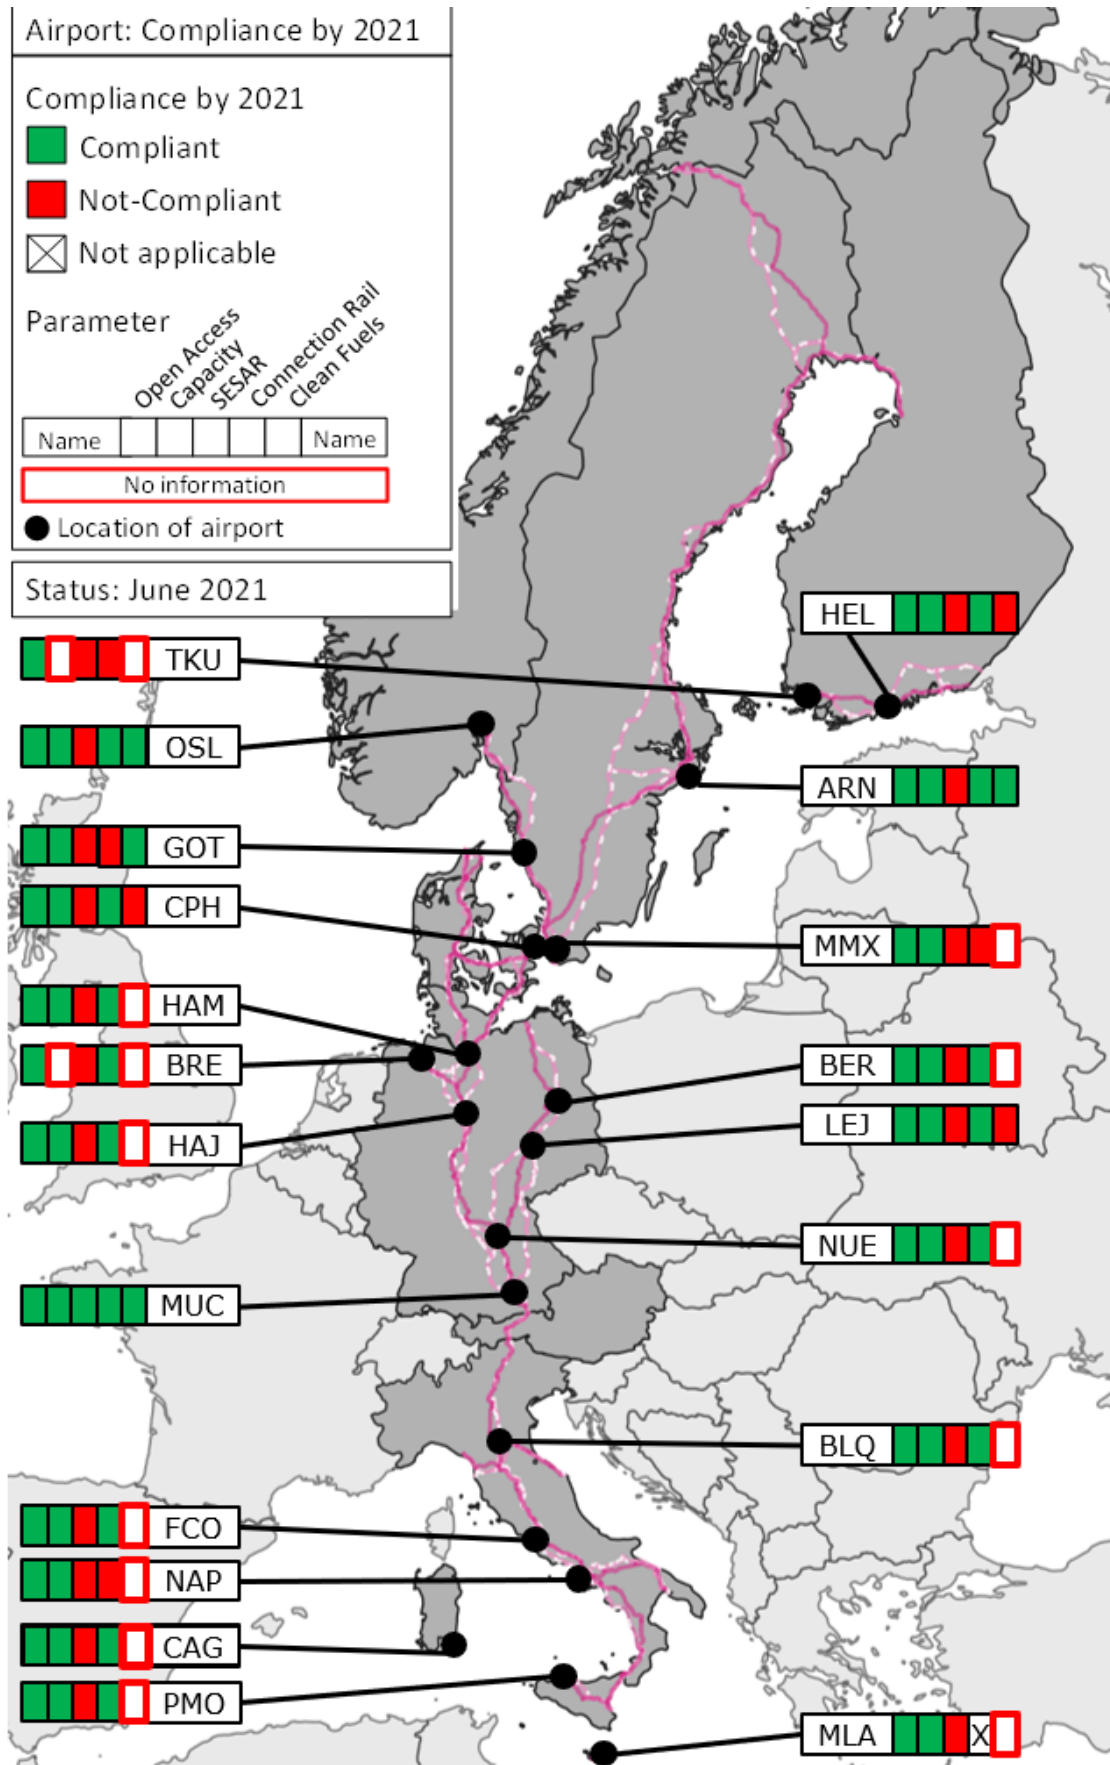 Airport: Compliance by 2021
Compliance by 2021
Compliant
Not-Compliant
Not applicable
Parameter
Open Access
Capacity
SESAR
Connection Rail
Clean Fuels
Name Name
No information
Location of airport
Status: June 2021
HEL
TKU
OSL
ARN
GOT
CPH
MMX
HAM
BRE
BER
LEJ
HAJ
NUE
MUC
BLQ
FCO
NAP
CAG
PMO
MLA X